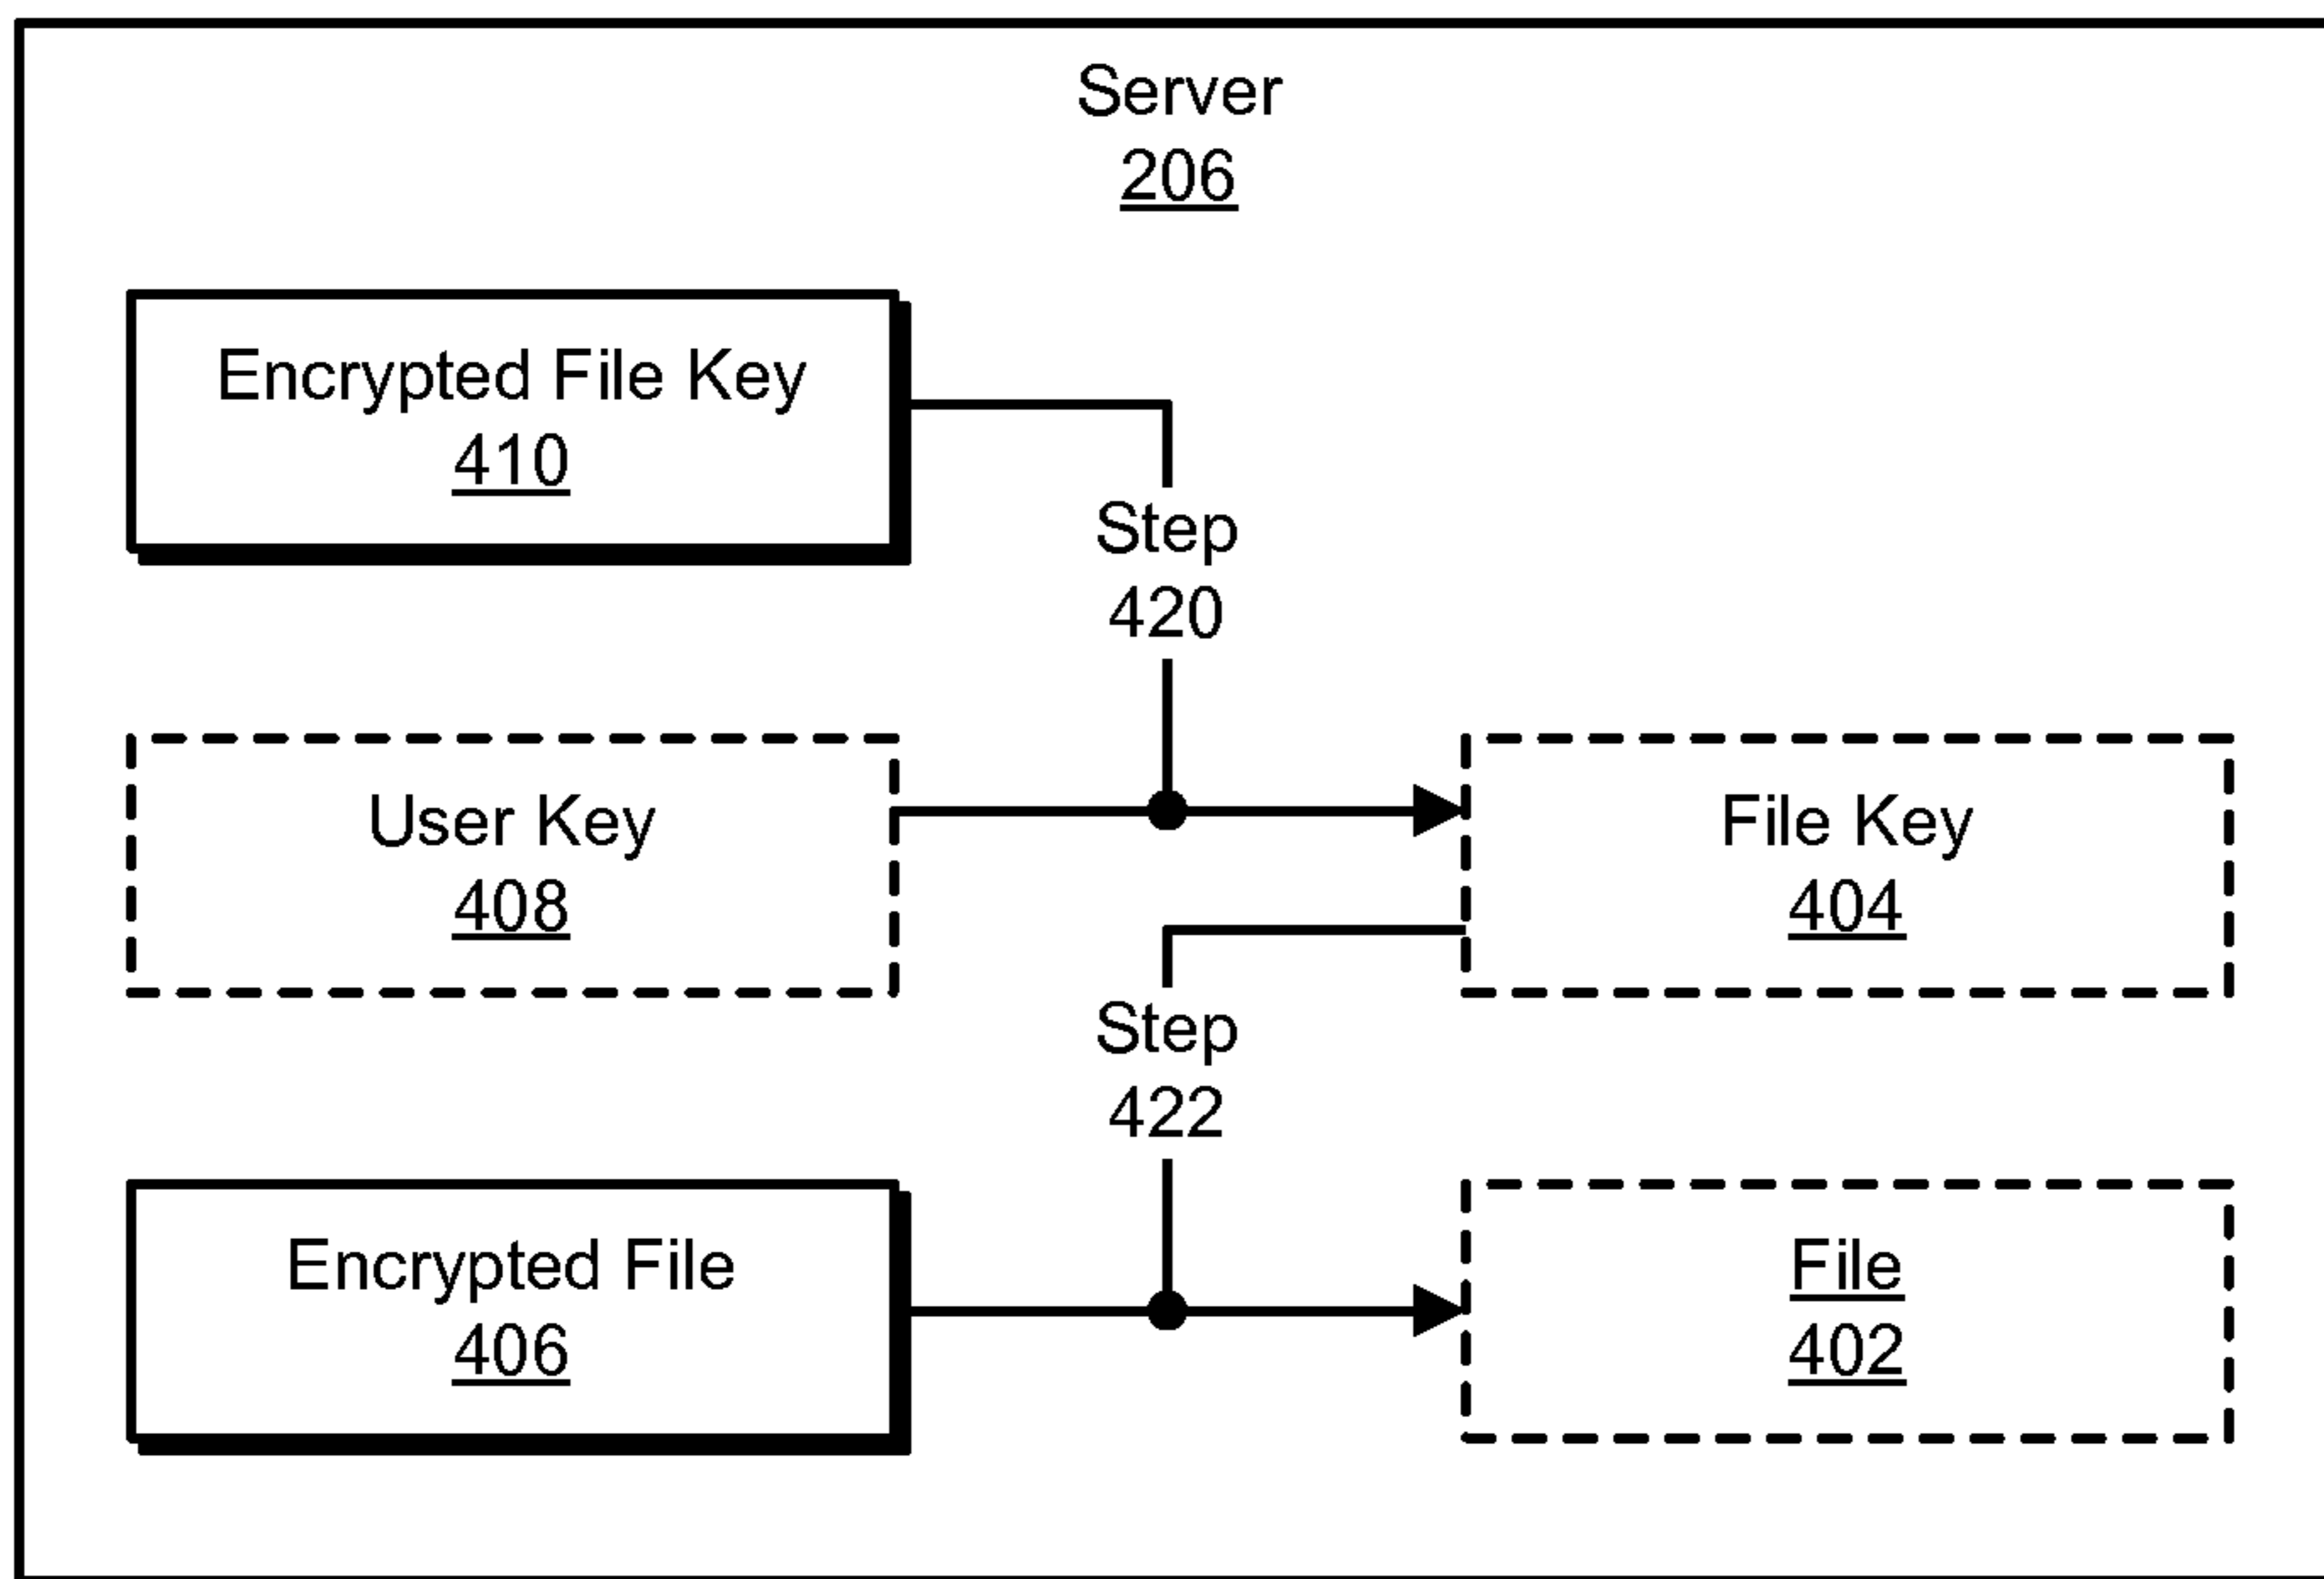 Server
206
Encrypted File Key
410
Step
420
User Key
408
File Key
404
Step
422
Encrypted File
406
File
402